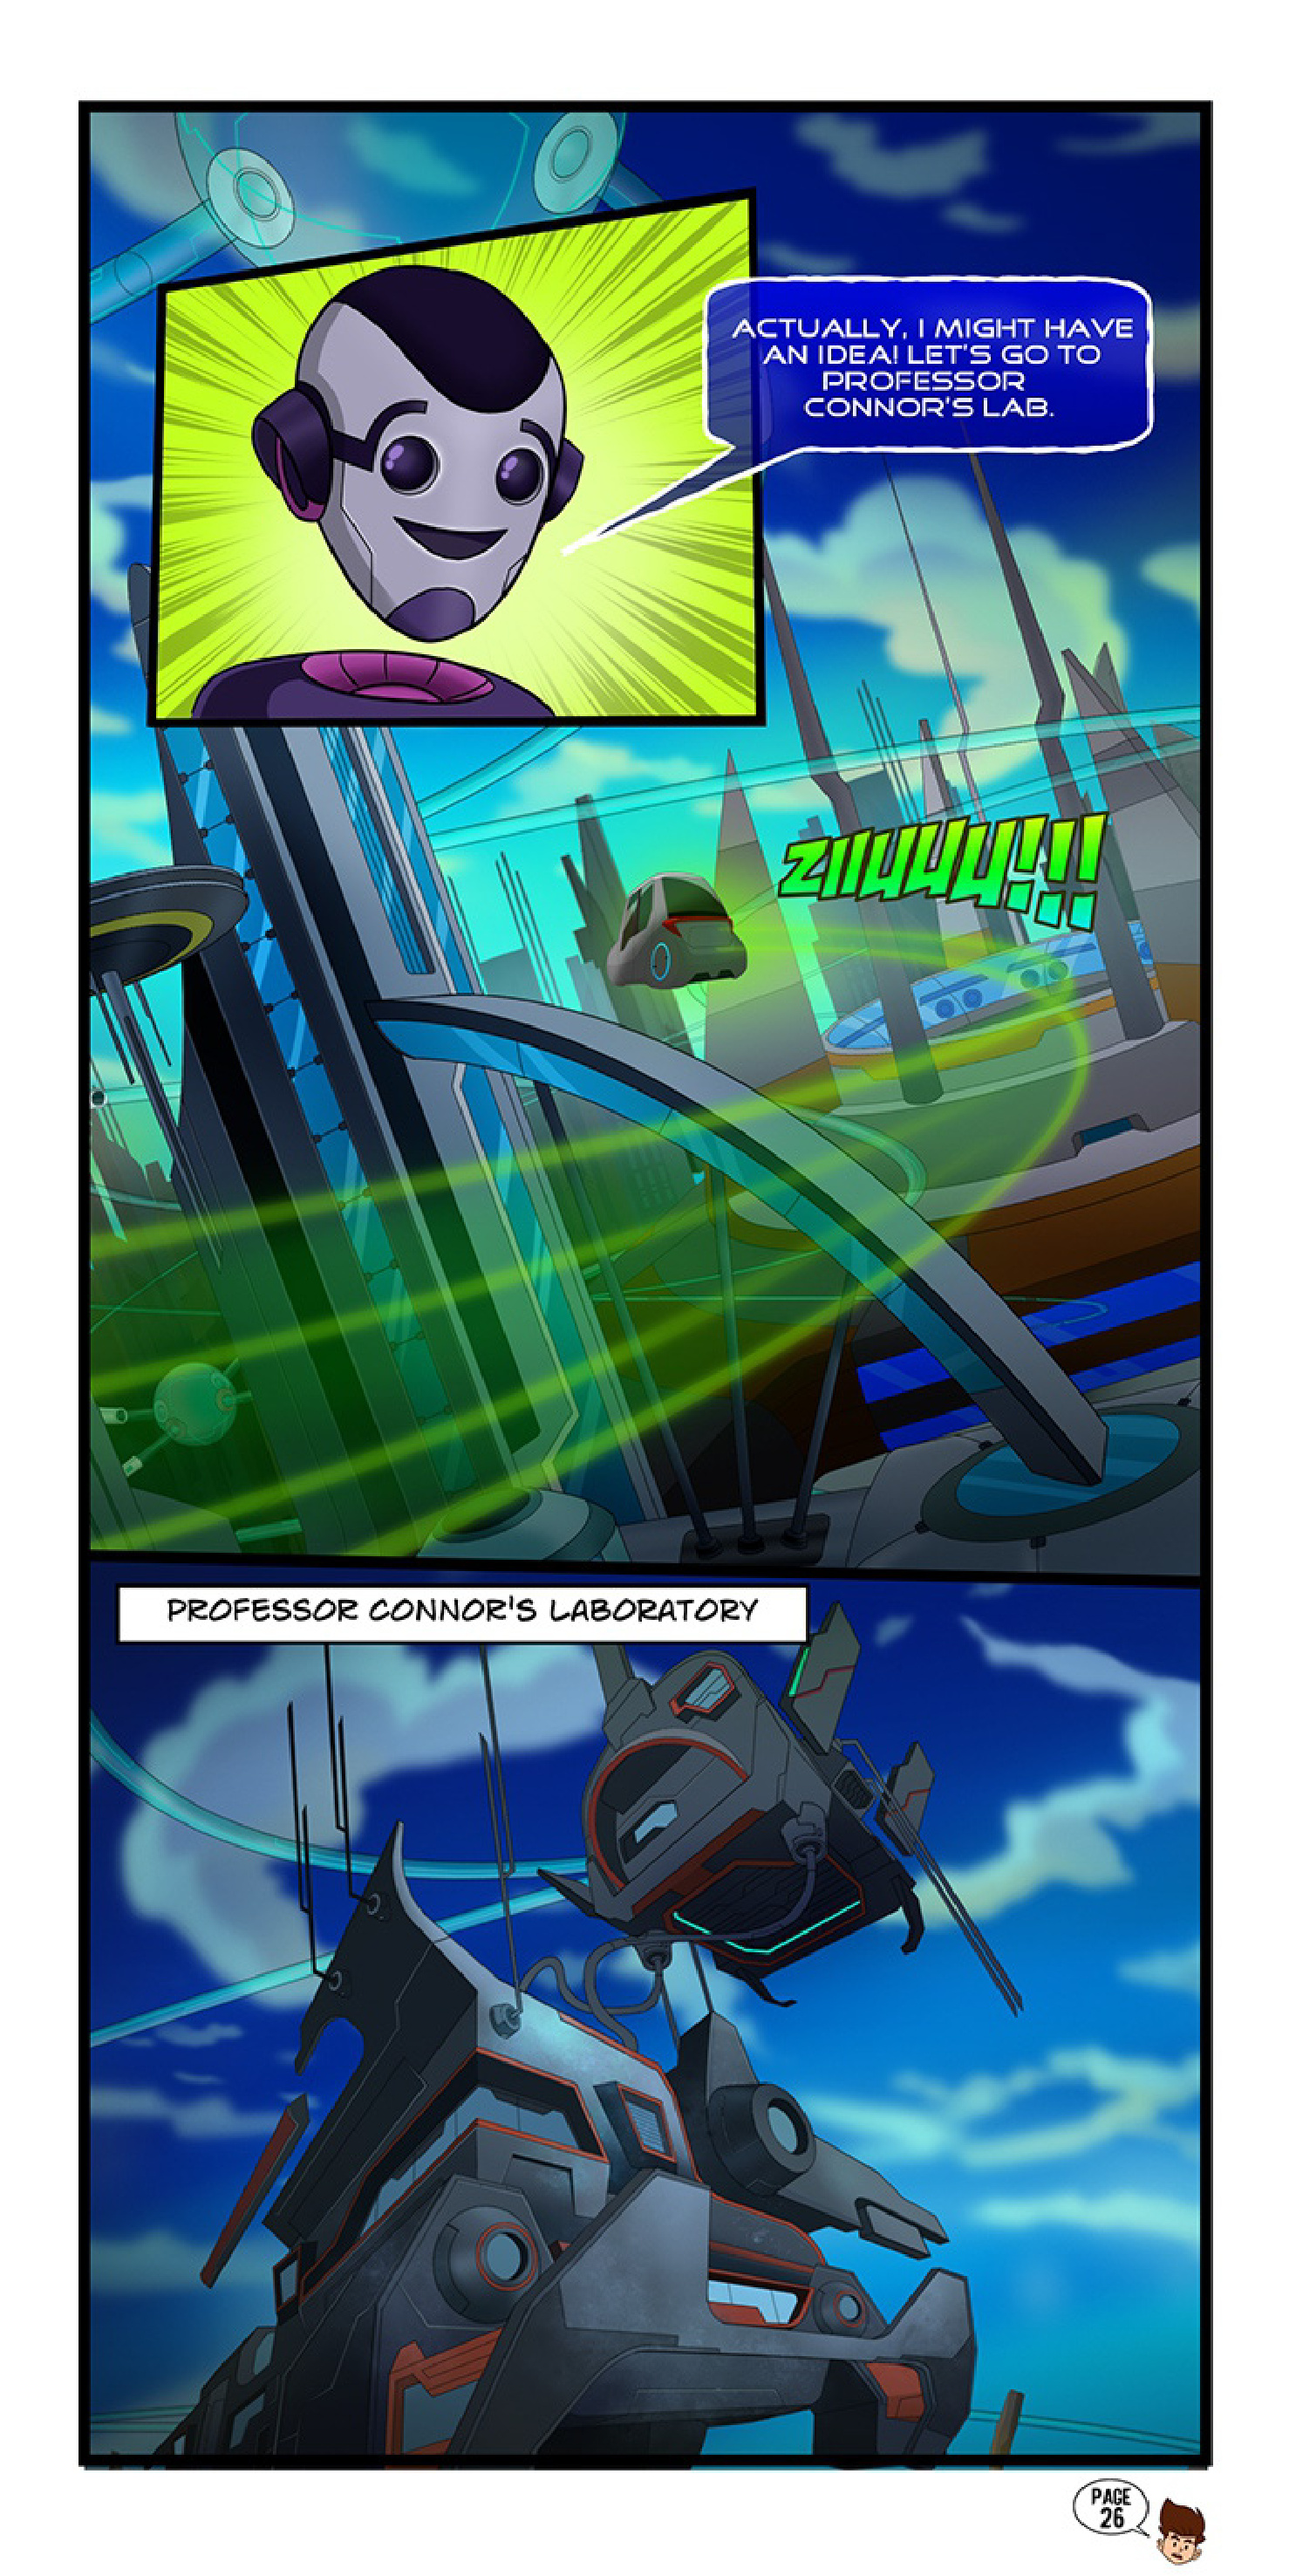 ACTUALLY, I MIGHT HAVE
AN IDEA! LET'S GO TO
PROFESSOR
CONNOR'S LAB.
ZIIUUU!!!
PROFESSOR CONNOR'S LABORATORY
PAGE
26